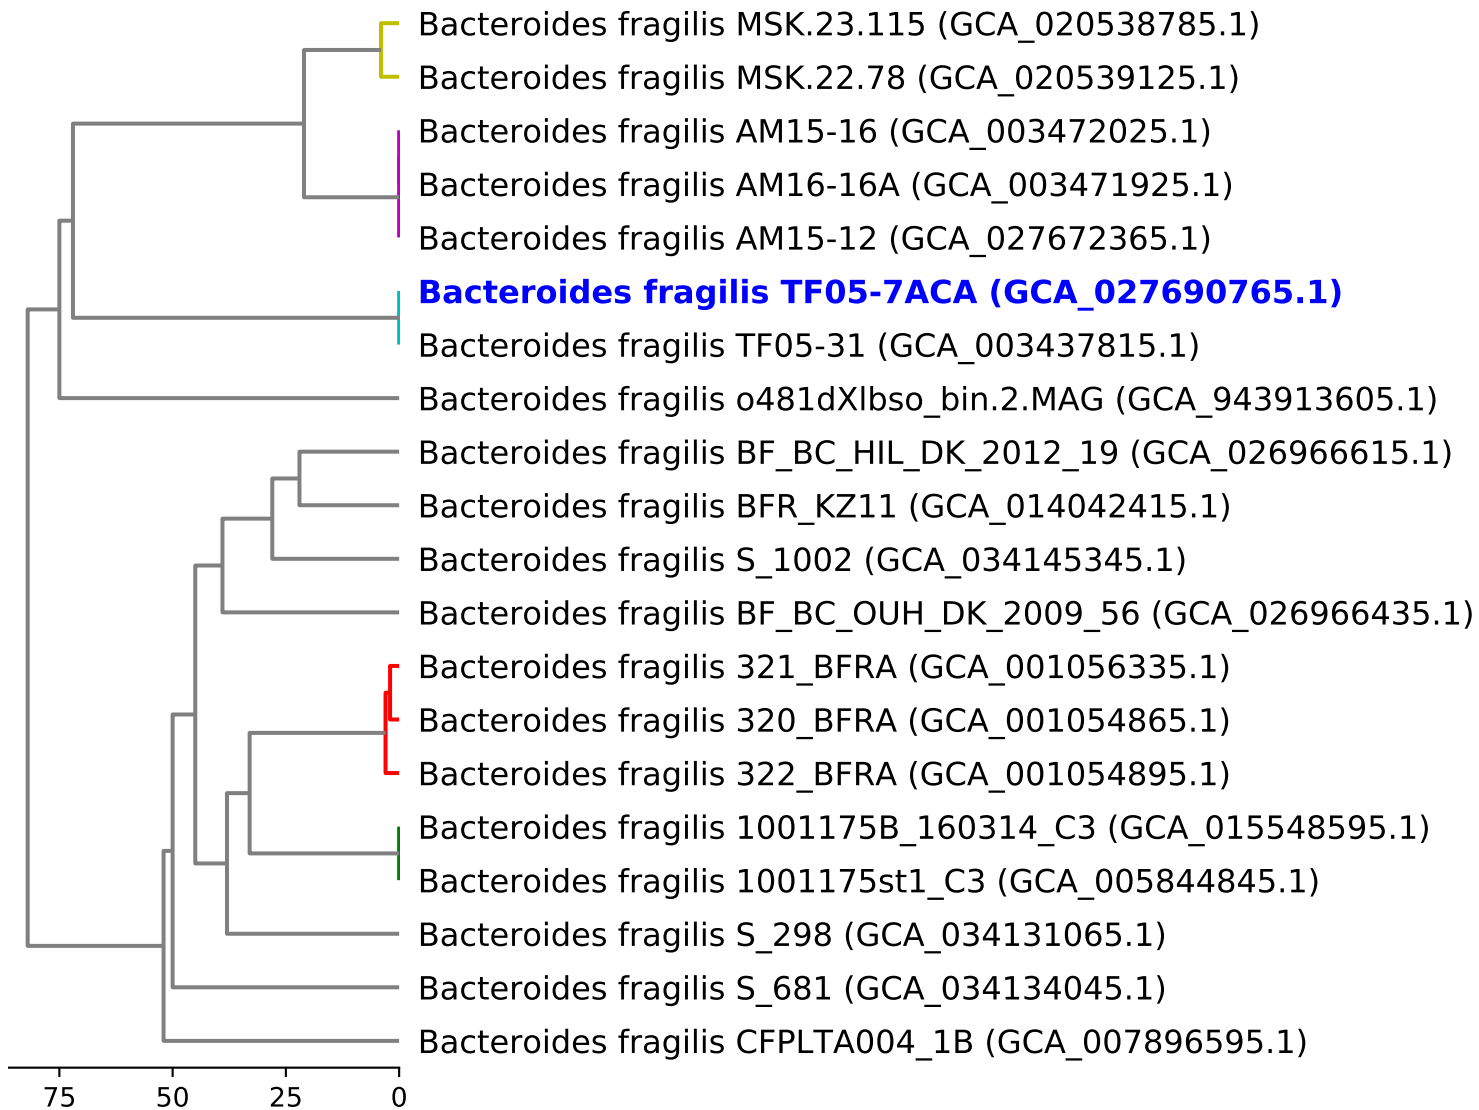 Bacteroides fragilis MSK.23.115 (GCA_020538785.1)
Bacteroides fragilis MSK.22.78 (GCA_020539125.1)
Bacteroides fragilis AM15-16 (GCA_003472025.1)
Bacteroides fragilis AM16-16A (GCA_003471925.1)
Bacteroides fragilis AM15-12 (GCA_027672365.1)
Bacteroides fragilis TF05-7ACA (GCA_027690765.1)
Bacteroides fragilis TF05-31 (GCA_003437815.1)
Bacteroides fragilis o481dXlbso_bin.2.MAG (GCA_943913605.1)
Bacteroides fragilis BF_BC_HIL_DK_2012_19 (GCA_026966615.1)
Bacteroides fragilis BFR_KZ11 (GCA_014042415.1)
Bacteroides fragilis S_1002 (GCA_034145345.1)
Bacteroides fragilis BF_BC_OUH_DK_2009_56 (GCA_026966435.1)
Bacteroides fragilis 321_BFRA (GCA_001056335.1)
Bacteroides fragilis 320_BFRA (GCA_001054865.1)
Bacteroides fragilis 322_BFRA (GCA_001054895.1)
Bacteroides fragilis 1001175B_160314_C3 (GCA_015548595.1)
Bacteroides fragilis 1001175st1_C3 (GCA_005844845.1)
Bacteroides fragilis S_298 (GCA_034131065.1)
Bacteroides fragilis S_681 (GCA_034134045.1)
Bacteroides fragilis CFPLTA004_1B (GCA_007896595.1)
75 50 25 0